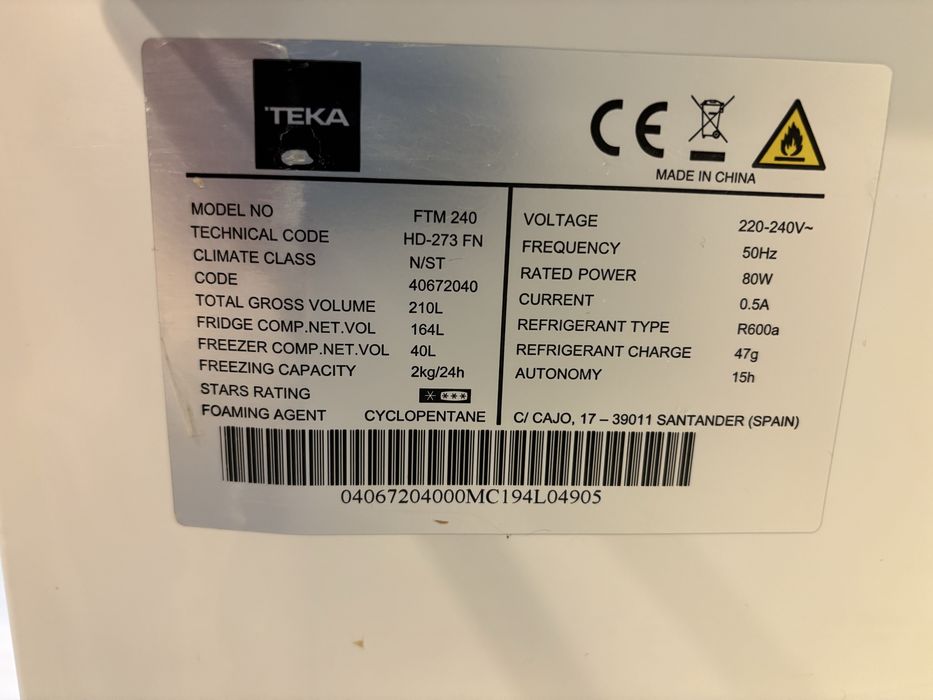 TEKA
CE
MADE IN CHINA
MODEL NO FTM 240
TECHNICAL CODE HD-273 FN
CLIMATE CLASS N/ST
CODE 40672040
TOTAL GROSS VOLUME 210L
FRIDGE COMP.NET.VOL 164L
FREEZER COMP.NET.VOL 40L
FREEZING CAPACITY 2kg/24h
STARS RATING
FOAMING AGENT CYCLOPENTANE
VOLTAGE 220-240V~
FREQUENCY 50Hz
RATED POWER 80W
CURRENT 0.5A
REFRIGERANT TYPE R600a
REFRIGERANT CHARGE 47g
AUTONOMY 15h
C/ CAJO, 17 – 39011 SANTANDER (SPAIN)
04067204000MC194L04905